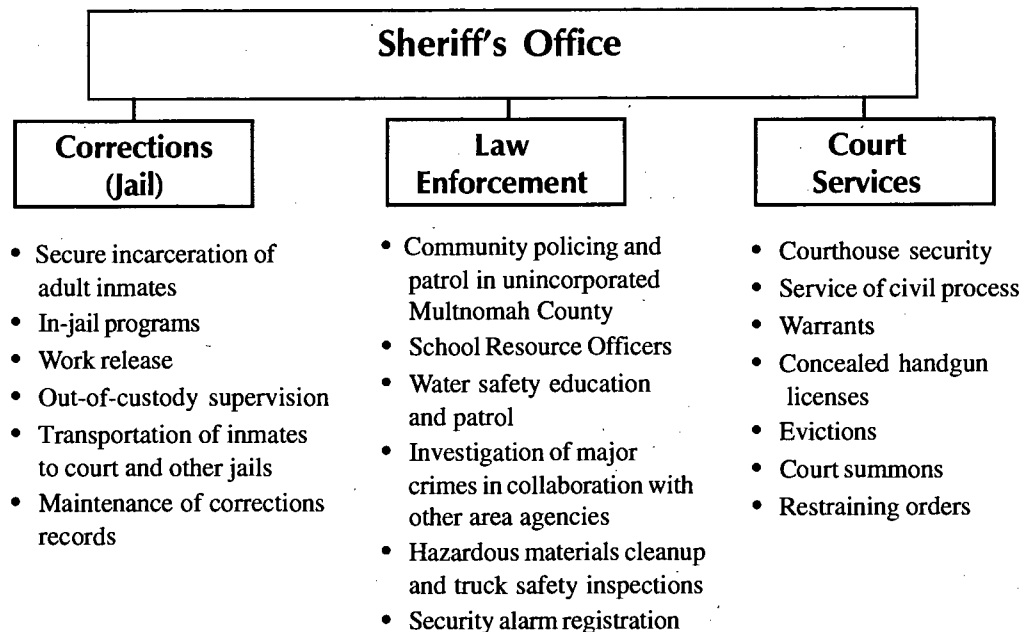 Sheriff's Office
Corrections
(Jail)
• Secure incarceration of
adult inmates
• In-jail programs
• Work release
• Out-of-custody supervision
• Transportation of inmates
to court and other jails
• Maintenance of corrections
records
Law
Enforcement
• Community policing and
patrol in unincorporated
Multnomah County
• School Resource Officers
• Water safety education
and patrol
• Investigation of major
crimes in collaboration with
other area agencies
• Hazardous materials cleanup
and truck safety inspections
• Security alarm registration
Court
Services
• Courthouse security
• Service of civil process
• Warrants
• Concealed handgun
licenses
• Evictions
• Court summons
• Restraining orders